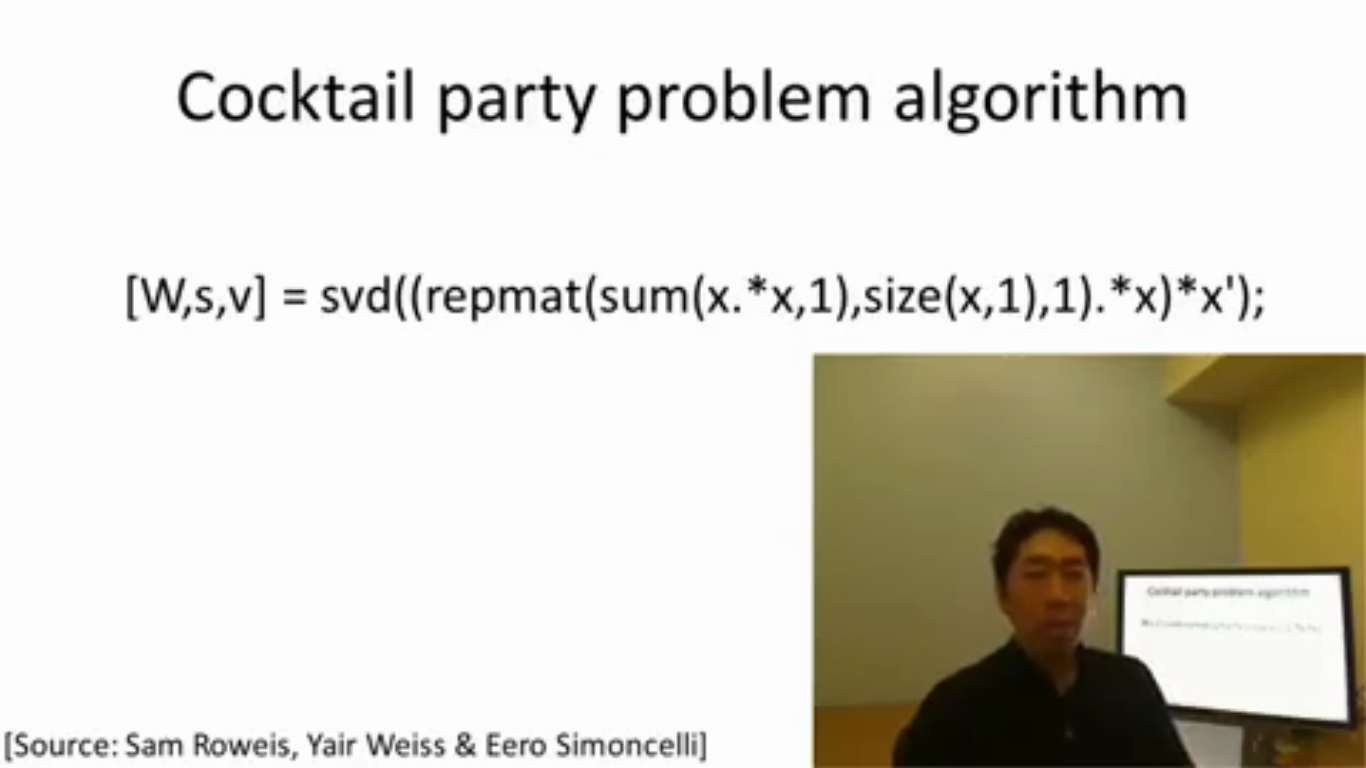 Cocktail party problem algorithm
[W,s,v] = svd((repmat(sum(x.*x,1),size(x,1),1).*x)*x');
Cocktail party problem algorithm
[Source: Sam Roweis, Yair Weiss & Eero Simoncelli]